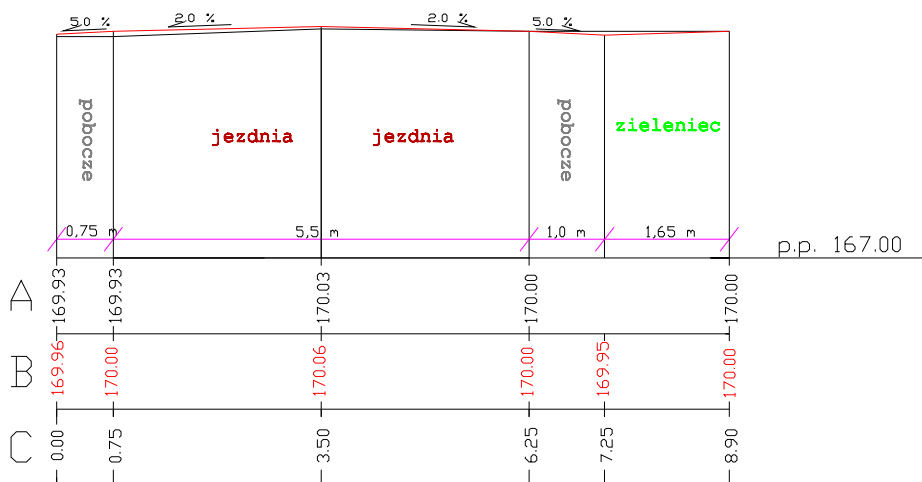 5.0 %
2.0 %
2.0 %
5.0 %
pobocze
jezdnia
jezdnia
pobocze
zieleniec
0,75 m
5,5 m
1,0 m
1,65 m
p.p. 167.00
A
169.93
169.93
170.03
170.00
170.00
B
169.96
170.00
170.06
170.00
169.95
170.00
C
0.00
0.75
3.50
6.25
7.25
8.90